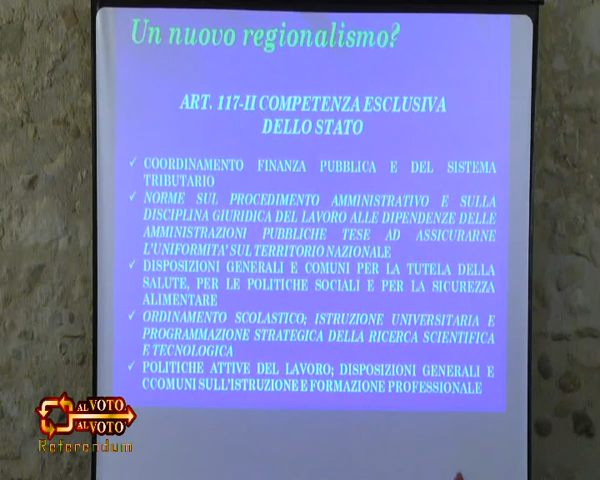 Un nuovo regionalismo?
ART. 117-II COMPETENZA ESCLUSIVA
DELLO STATO
✓ COORDINAMENTO FINANZA PUBBLICA E DEL SISTEMA
TRIBUTARIO
✓ NORME SUL PROCEDIMENTO AMMINISTRATIVO E SULLA
DISCIPLINA GIURIDICA DEL LAVORO ALLE DIPENDENZE DELLE
AMMINISTRAZIONI PUBBLICHE TESE AD ASSICURARNE
L'UNIFORMITA' SUL TERRITORIO NAZIONALE
✓ DISPOSIZIONI GENERALI E COMUNI PER LA TUTELA DELLA
SALUTE, PER LE POLITICHE SOCIALI E PER LA SICUREZZA
ALIMENTARE
✓ ORDINAMENTO SCOLASTICO; ISTRUZIONE UNIVERSITARIA E
PROGRAMMAZIONE STRATEGICA DELLA RICERCA SCIENTIFICA
E TECNOLOGICA
✓ POLITICHE ATTIVE DEL LAVORO; DISPOSIZIONI GENERALI E
CCOMUNI SULL'ISTRUZIONE E FORMAZIONE PROFESSIONALE
AL VOTO,
AL VOTO
Referendum